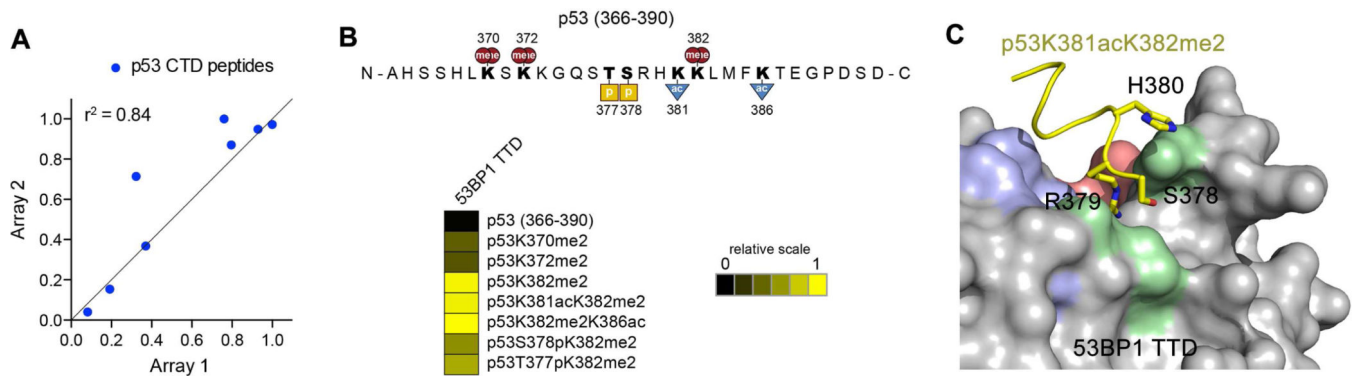 A
p53 CTD peptides
r² = 0.84
1.0
0.8
0.6
0.4
0.2
0.0
Array 2
0.0 0.2 0.4 0.6 0.8 1.0
Array 1
B
p53 (366-390)
370 372 382
me me me
N-AHSSHLKSKKGQSTSRHKKLMFKTEGPDSD-C
p p ac ac
377 378 381 386
53BP1 TTD
p53 (366-390)
p53K370me2
p53K372me2
p53K382me2
p53K381acK382me2
p53K382me2K386ac
p53S378pK382me2
p53T377pK382me2
relative scale
0 1
C
p53K381acK382me2
H380
R379
S378
53BP1 TTD